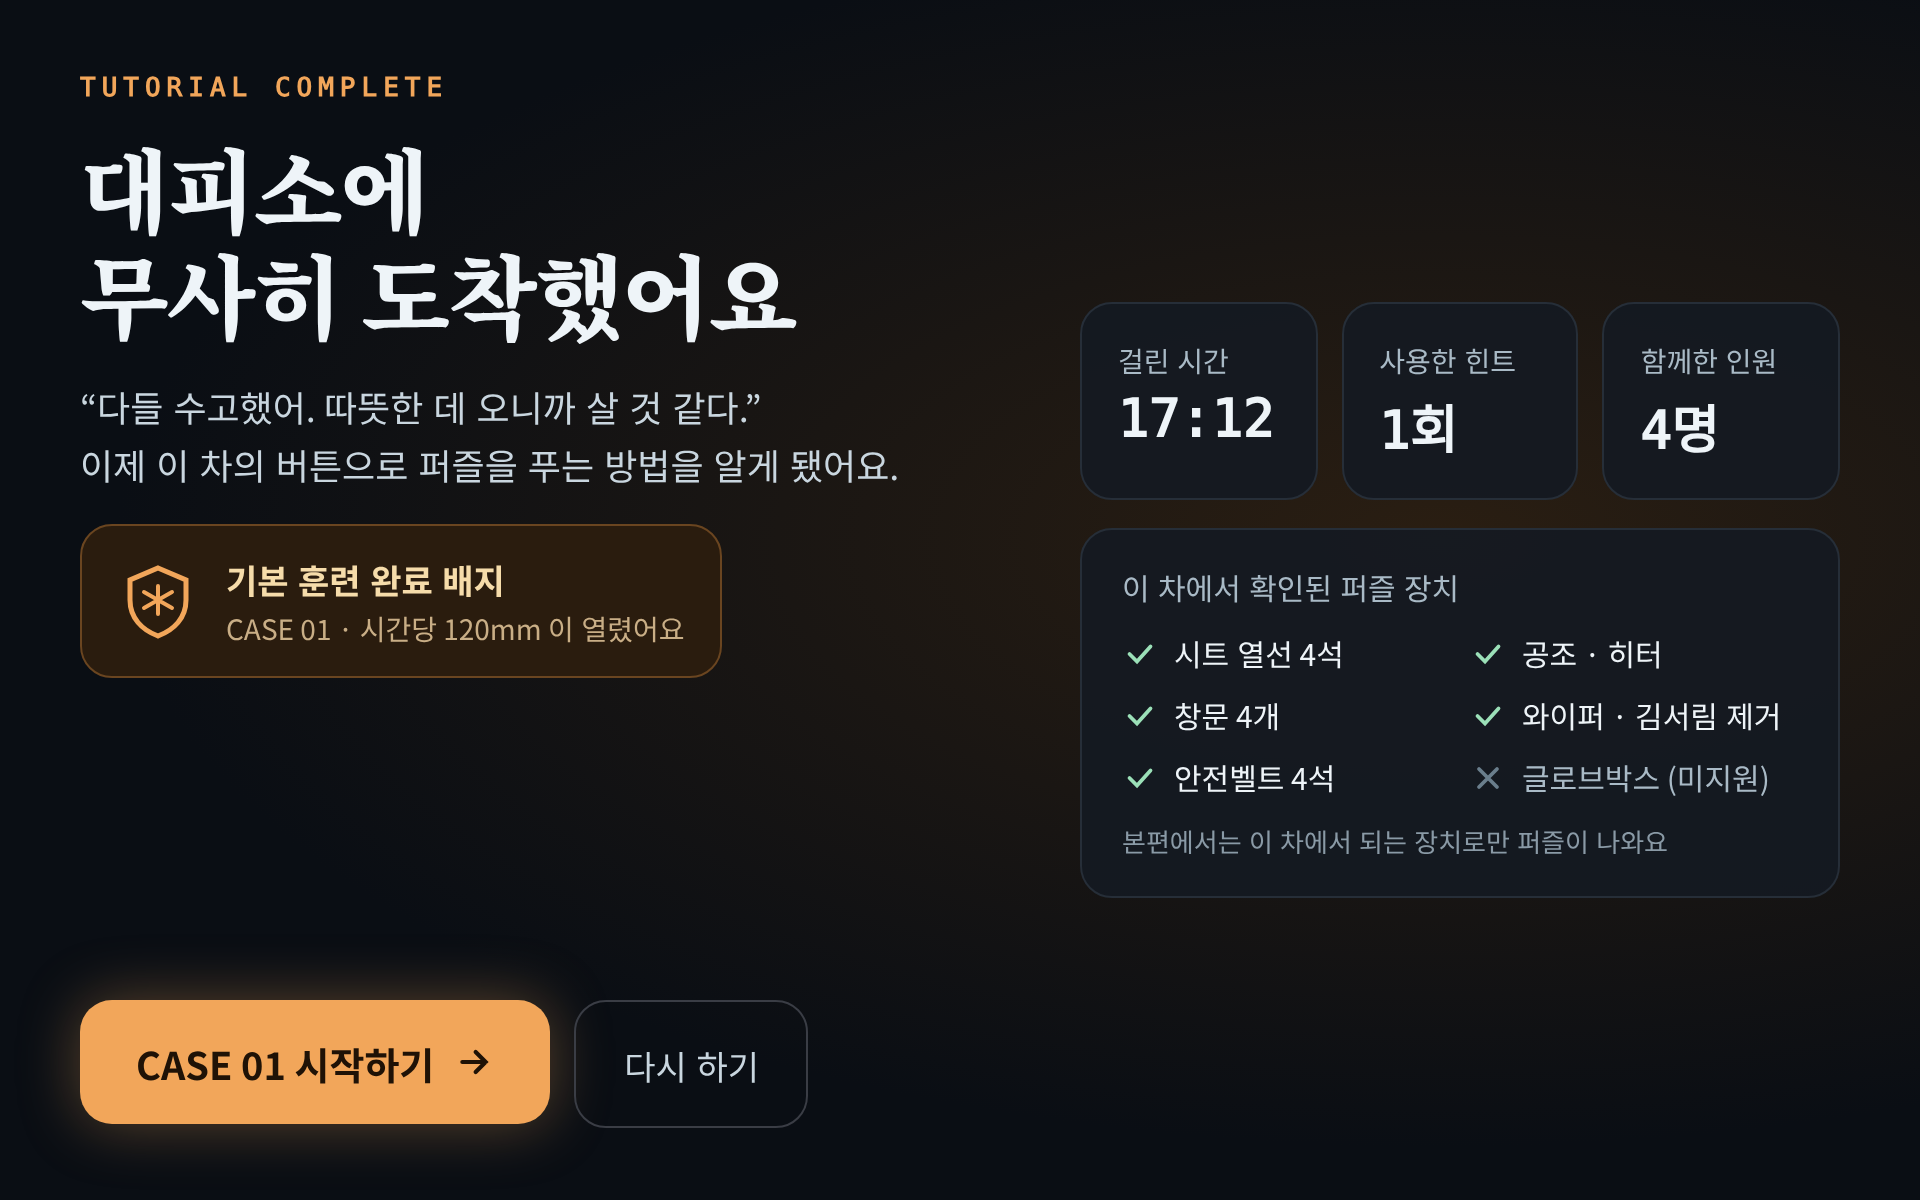 TUTORIAL COMPLETE
대피소에
무사히 도착했어요
“다들 수고했어. 따뜻한 데 오니까 살 것 같다.”
이제 이 차의 버튼으로 퍼즐을 푸는 방법을 알게 됐어요.
기본 훈련 완료 배지
CASE 01 · 시간당 120mm 이 열렸어요
걸린 시간
17:12
사용한 힌트
1회
함께한 인원
4명
이 차에서 확인된 퍼즐 장치
시트 열선 4석
공조 · 히터
창문 4개
와이퍼 · 김서림 제거
안전벨트 4석
글로브박스 (미지원)
본편에서는 이 차에서 되는 장치로만 퍼즐이 나와요
CASE 01 시작하기 →
다시 하기